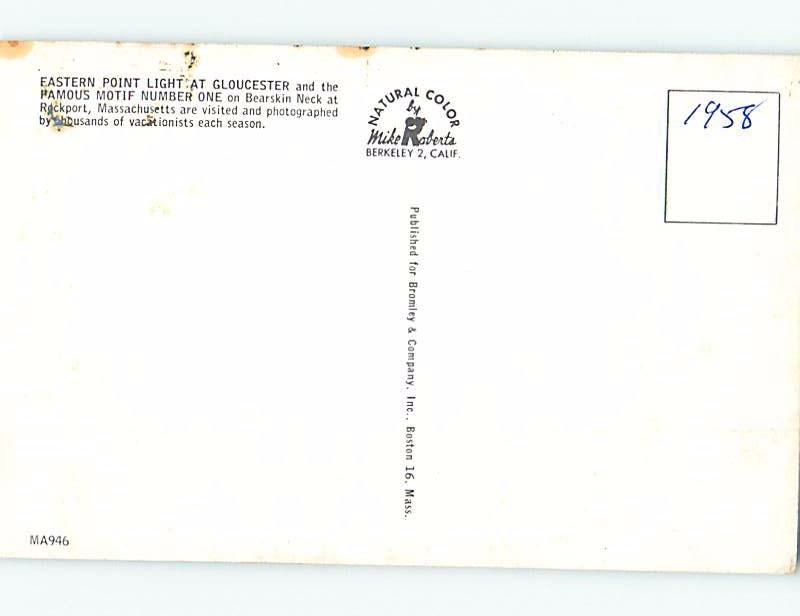 EASTERN POINT LIGHT AT GLOUCESTER and the
FAMOUS MOTIF NUMBER ONE on Bearskin Neck at
Rockport, Massachusetts are visited and photographed
by thousands of vacationists each season.
NATURAL COLOR
by
Mike Roberts
BERKELEY 2, CALIF.
1958
Published for Bromley & Company, Inc., Boston 16, Mass.
MA946